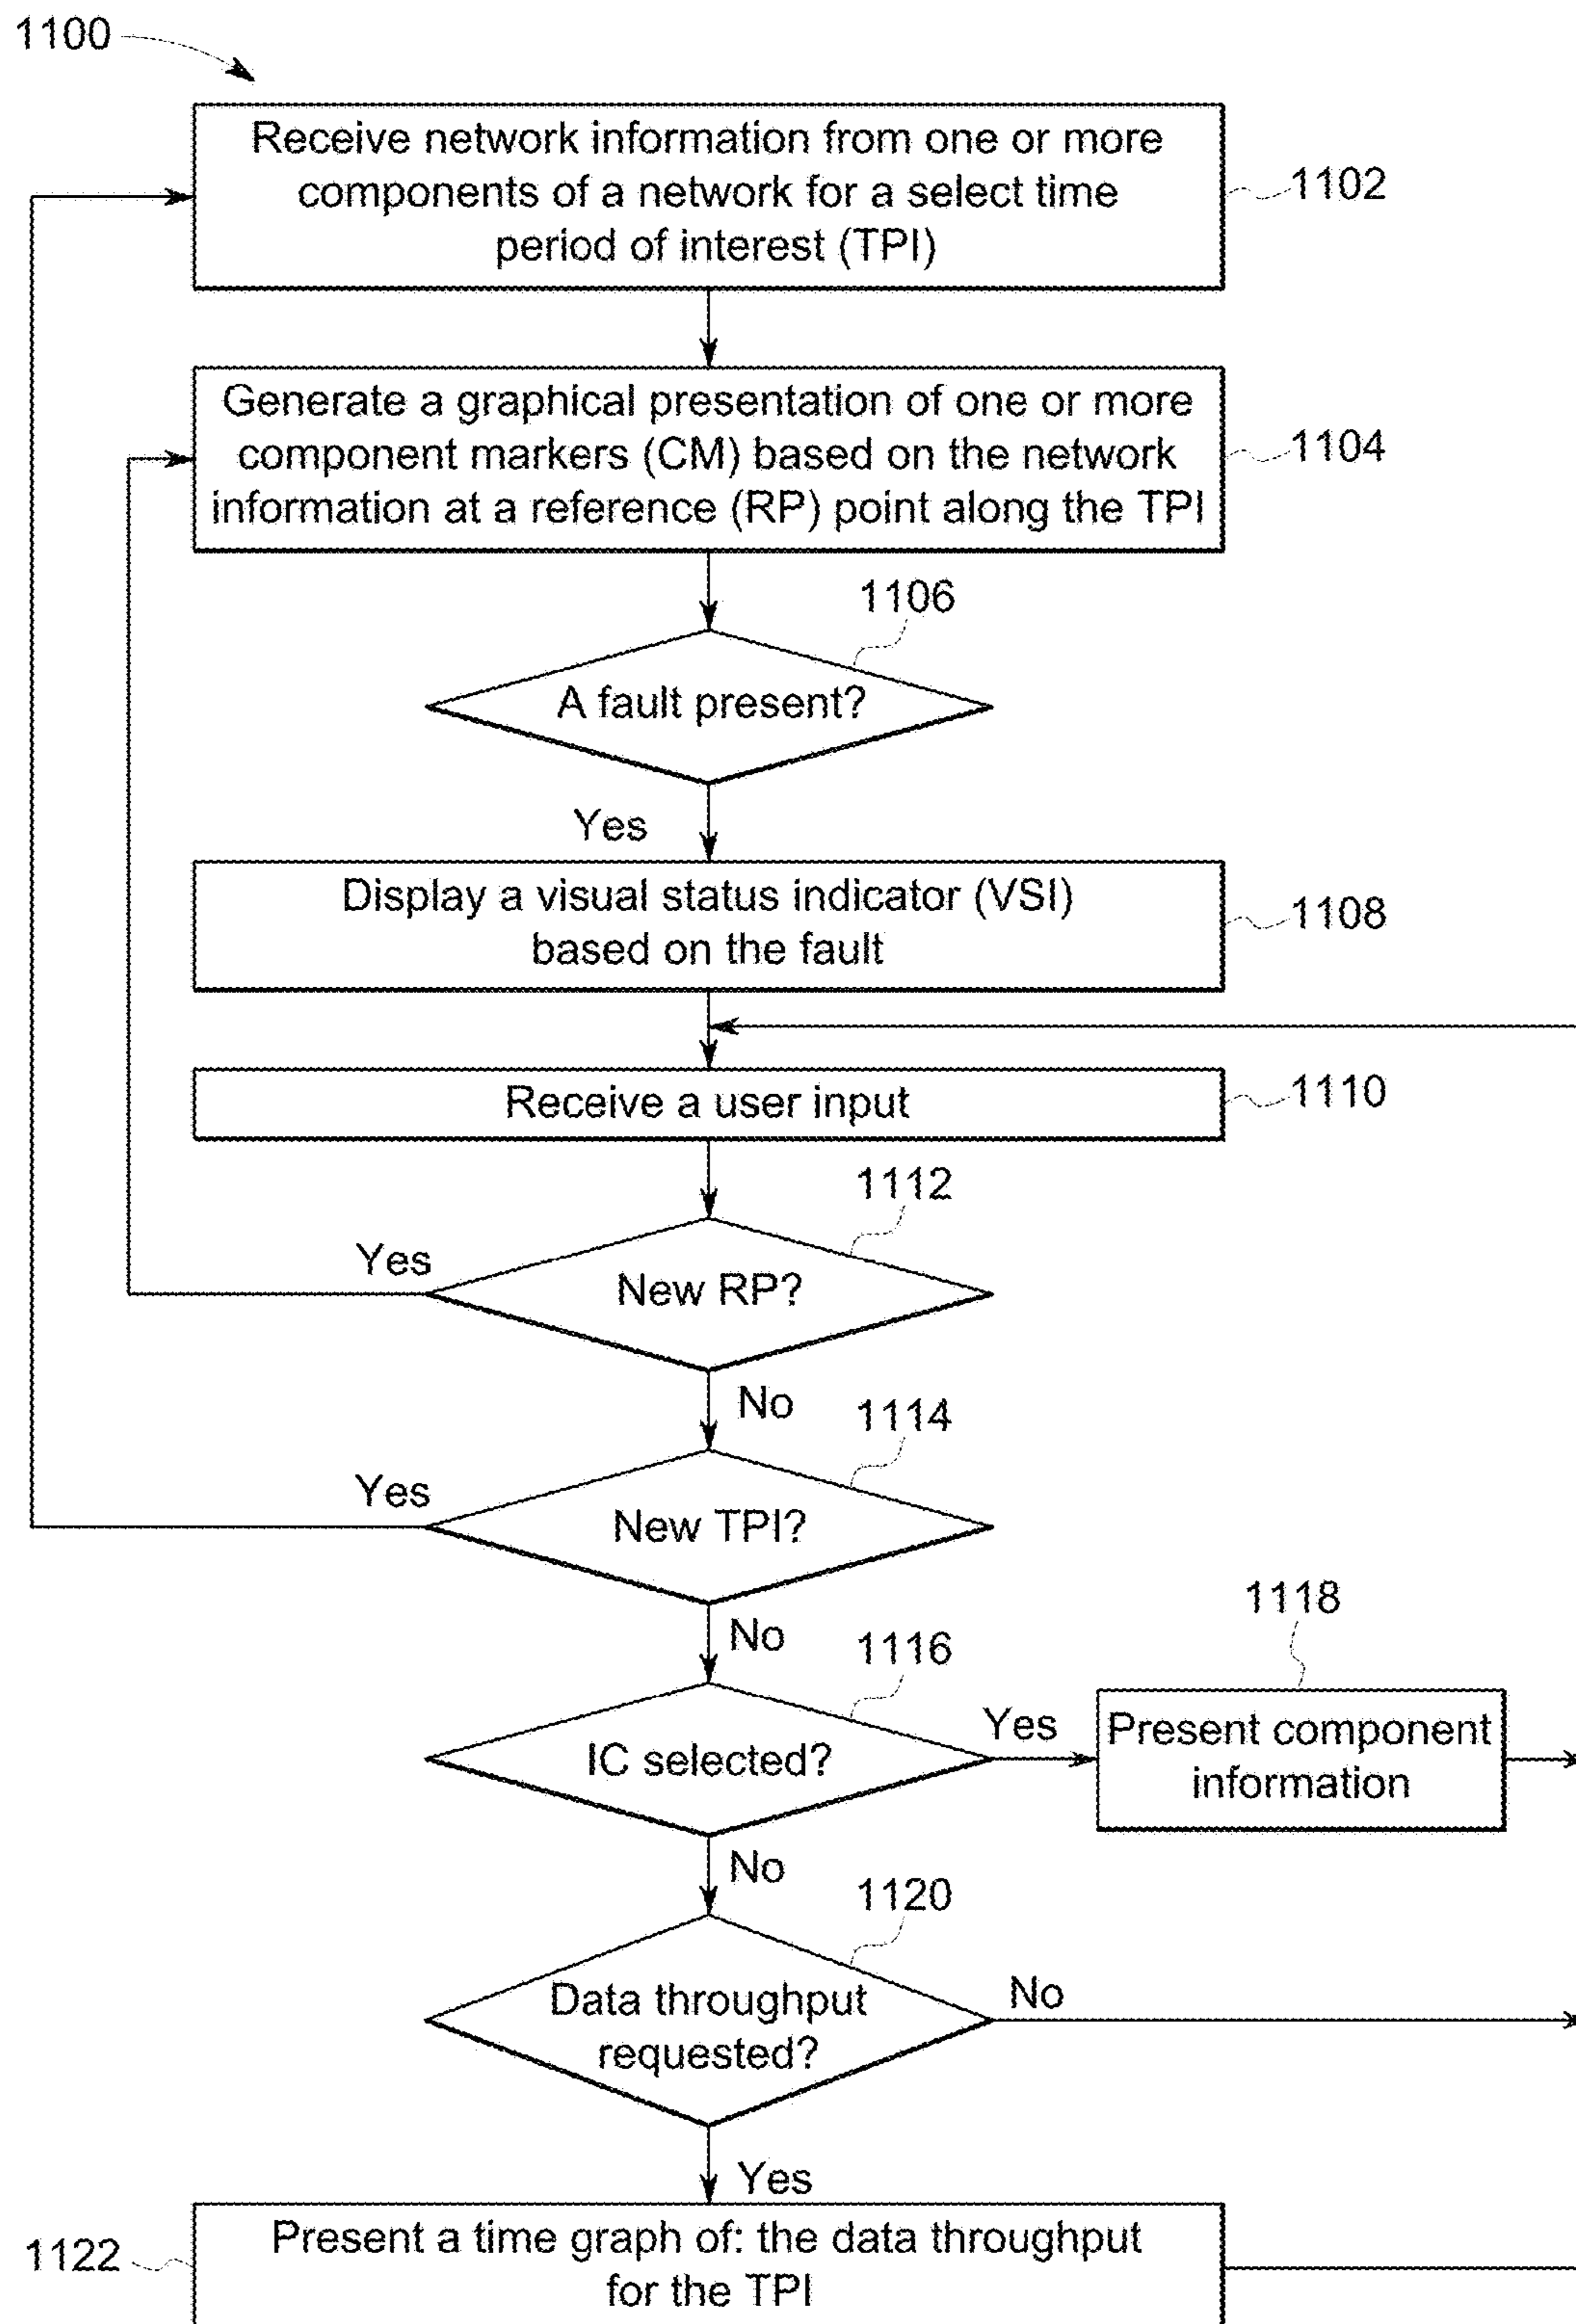 1100
Receive network information from one or more
components of a network for a select time
period of interest (TPI)
1102
Generate a graphical presentation of one or more
component markers (CM) based on the network
information at a reference (RP) point along the TPI
1104
1106
A fault present?
Yes
Display a visual status indicator (VSI)
based on the fault
1108
Receive a user input
1110
1112
Yes
New RP?
No
1114
Yes
New TPI?
No
1116
IC selected?
Yes
1118
Present component
information
No
1120
Data throughput
requested?
No
Yes
1122
Present a time graph of: the data throughput
for the TPI